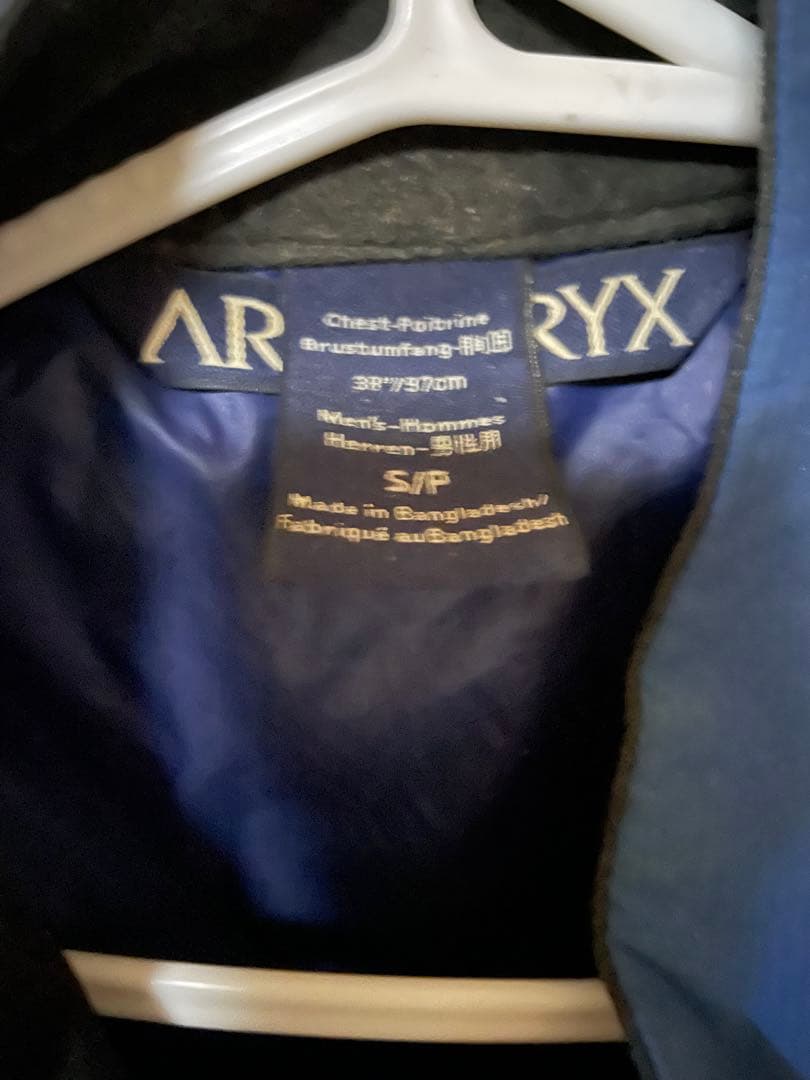 AR RYX
Chest-Poitrine
Brustumfang-胸囲
38"/97cm
Men's-Hommes
Herren-男性用
S/P
Made in Bangladesh/
Fabriqué au Bangladesh